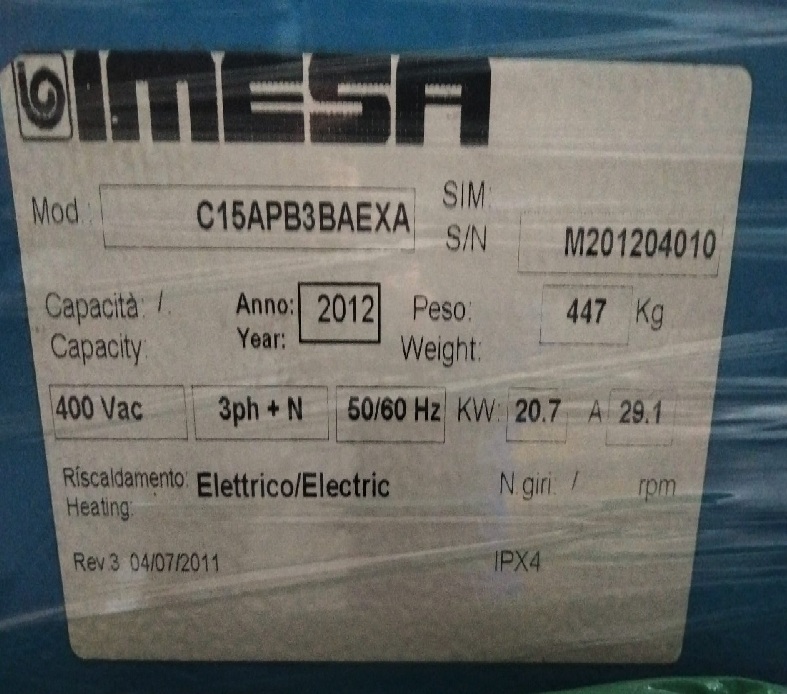 IMESA
Mod.: C15APB3BAEXA
SIM:
S/N M201204010
Capacità: /. Anno: 2012 Peso: 447 Kg
Capacity: Year: Weight:
400 Vac 3ph + N 50/60 Hz KW: 20.7 A 29.1
Riscaldamento: Elettrico/Electric N.giri: / rpm
Heating:
Rev.3 04/07/2011 IPX4